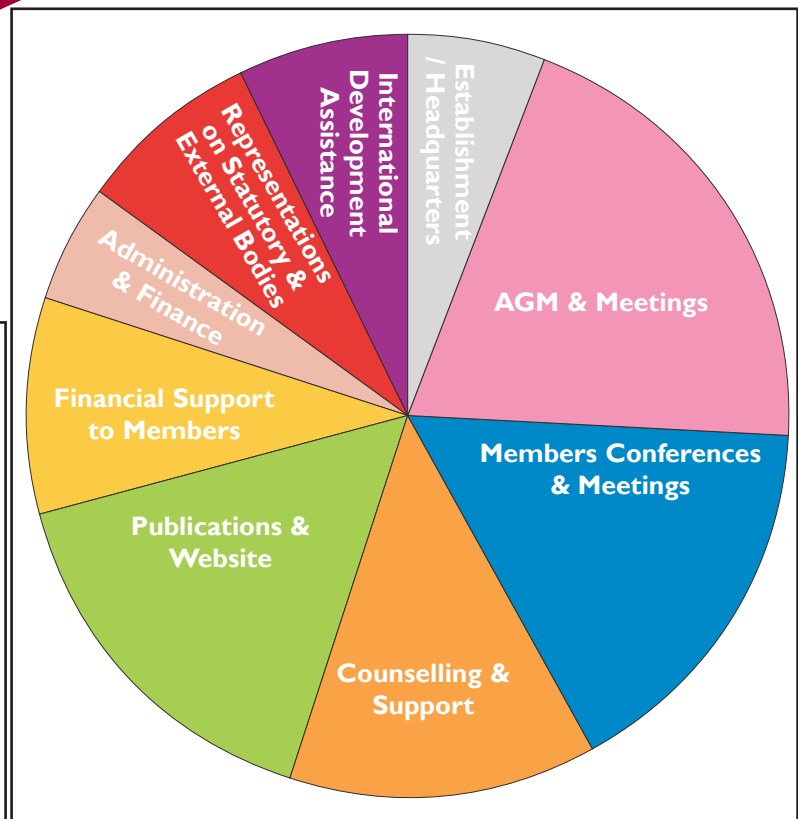 Establishment
/ Headquarters
AGM & Meetings
Members Conferences
& Meetings
Counselling &
Support
Publications &
Website
Financial Support
to Members
Administration
& Finance
Representations
on Statutory &
External Bodies
International
Development
Assistance